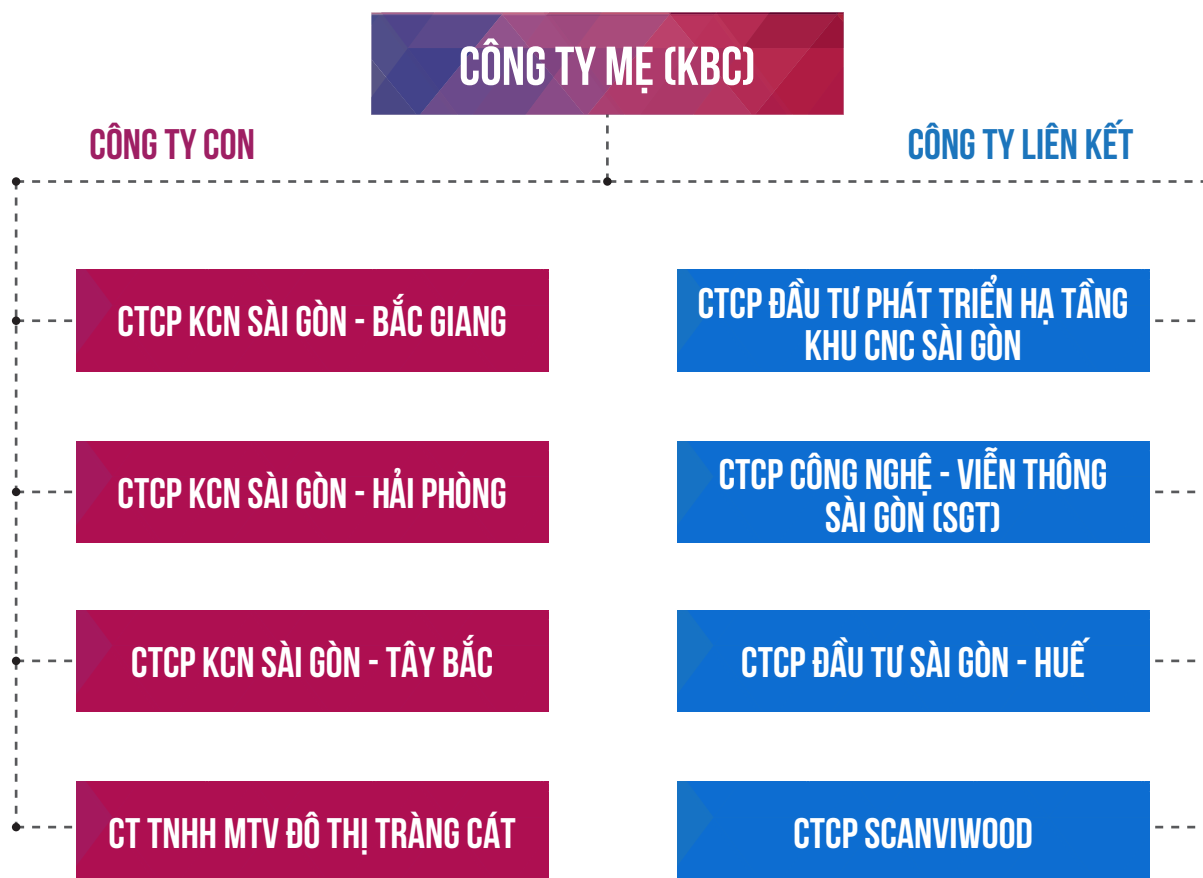 CÔNG TY MẸ (KBC)
CÔNG TY CON
CÔNG TY LIÊN KẾT
CTCP KCN SÀI GÒN - BẮC GIANG
CTCP ĐẦU TƯ PHÁT TRIỂN HẠ TẦNG
KHU CNC SÀI GÒN
CTCP KCN SÀI GÒN - HẢI PHÒNG
CTCP CÔNG NGHỆ - VIỄN THÔNG
SÀI GÒN (SGT)
CTCP KCN SÀI GÒN - TÂY BẮC
CTCP ĐẦU TƯ SÀI GÒN - HUẾ
CT TNHH MTV ĐÔ THỊ TRÀNG CÁT
CTCP SCANVIWOOD